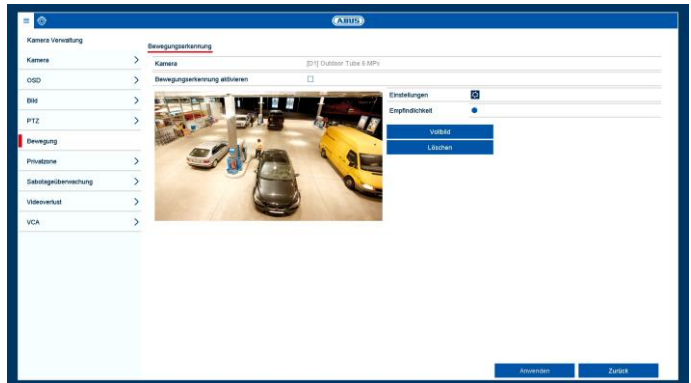 ABUS
Kamera Verwaltung
Kamera
OSD
Bild
PTZ
Bewegung
Privatzone
Sabotageüberwachung
Videoverlust
VCA
Bewegungserkennung
Kamera
[D1] Outdoor Tube 6 MPx
Bewegungserkennung aktivieren
Einstellungen
Empfindlichkeit
Vollbild
Löschen
Anwenden
Zurück